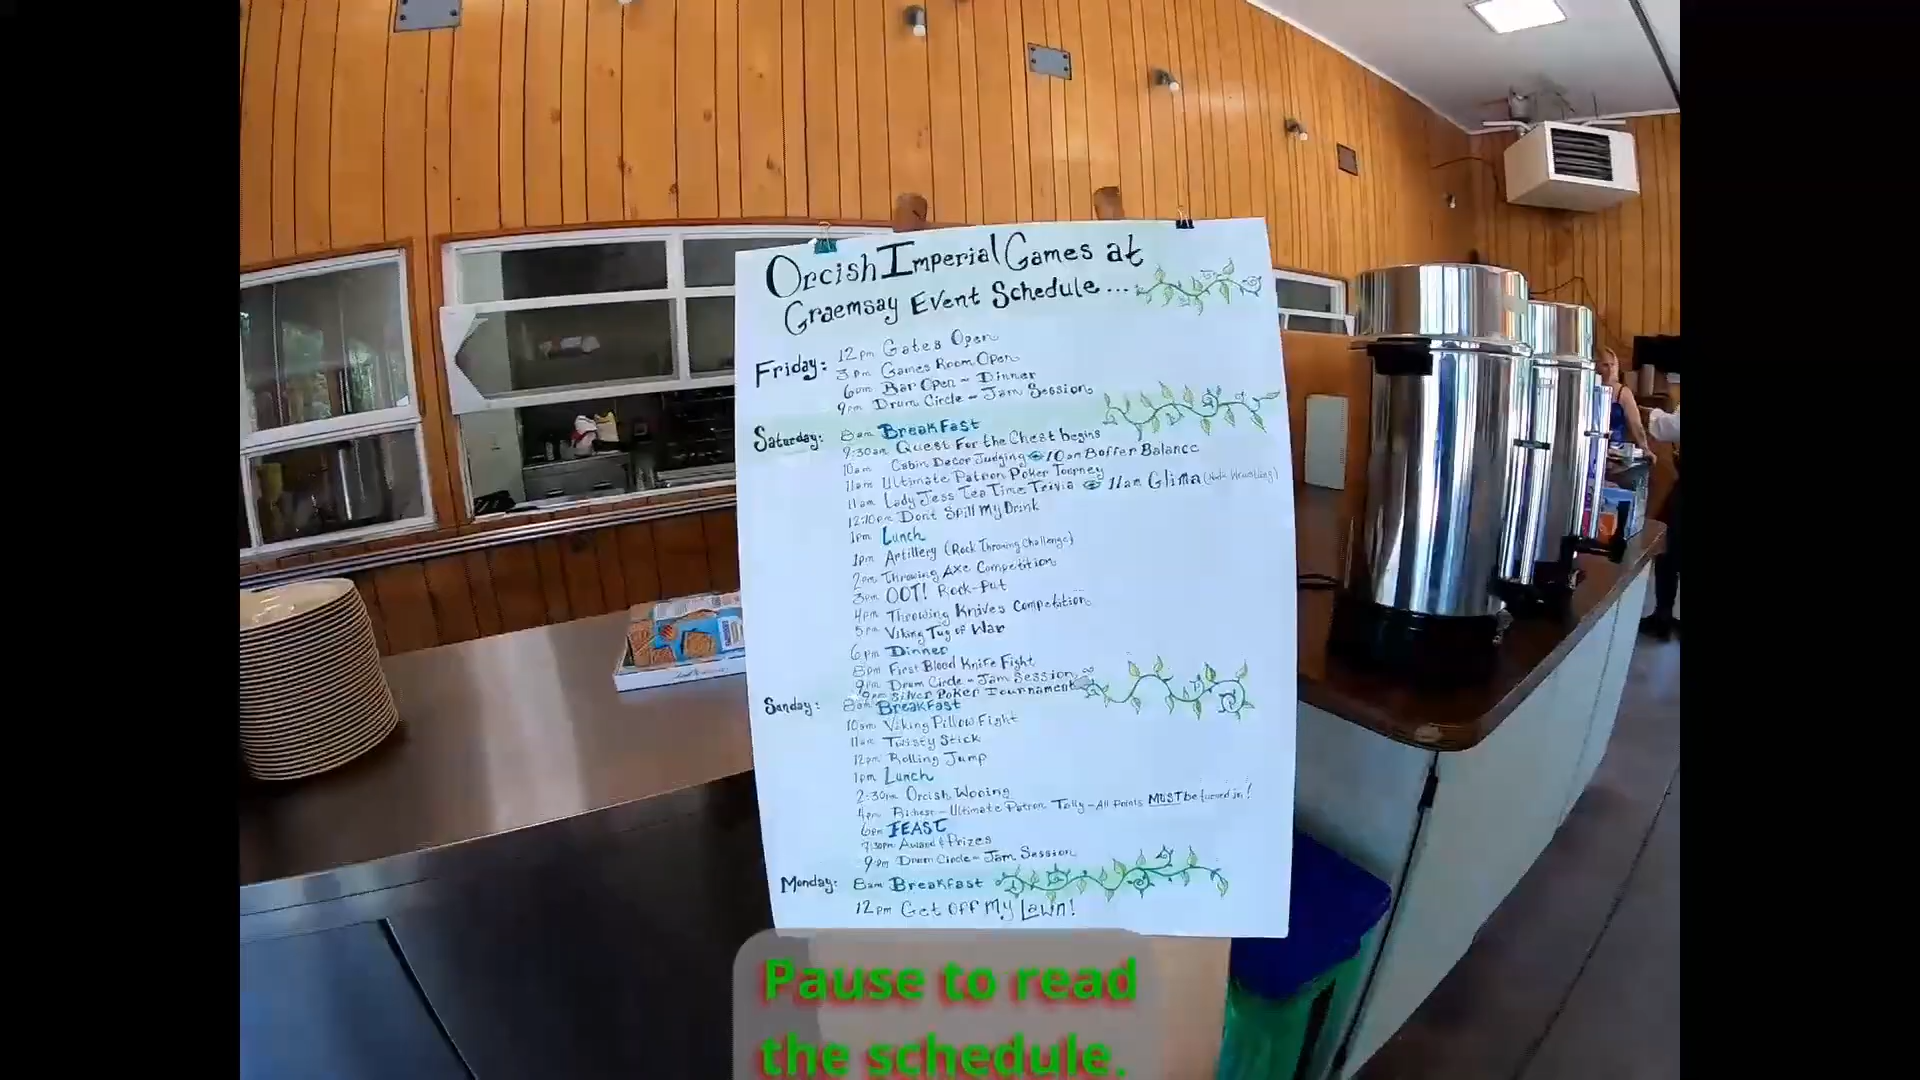 Orcish Imperial Games at
Graemsay Event Schedule...
Friday: 12pm Gates Open
3pm Games Room Open
6pm Bar Open - Dinner
9pm Drum Circle - Jam Session
Saturday: 8am Breakfast
9:30am Quest For the Chest begins
10am Cabin Decor Judging 10am Boffer Balance
11am Ultimate Patron Poker Tourney
11am Lady Jess Tea Time Trivia 11am Glima
12:10pm Dont Spill My Drink
1pm Lunch
1pm Artillery (Rock Throwing Challenge)
2pm Throwing Axe Competition
3pm OOT! Rock-Put
4pm Throwing Knives Competition
5pm Viking Tug of War
6pm Dinner
8pm First Blood Knife Fight
9pm Drum Circle - Jam Session
9pm Silver Poker Tournament
Sunday: 8am Breakfast
10am Viking Pillow Fight
11am Twisty Stick
12pm Rolling Jump
1pm Lunch
2:30pm Orcish Wooing
4pm Richest - Ultimate Patron Tally - All Points MUST be turned in!
6pm FEAST
7:30pm Award & Prizes
9pm Drum Circle - Jam Session
Monday: 8am Breakfast
12pm Get Off My Lawn!
Pause to read
the schedule.